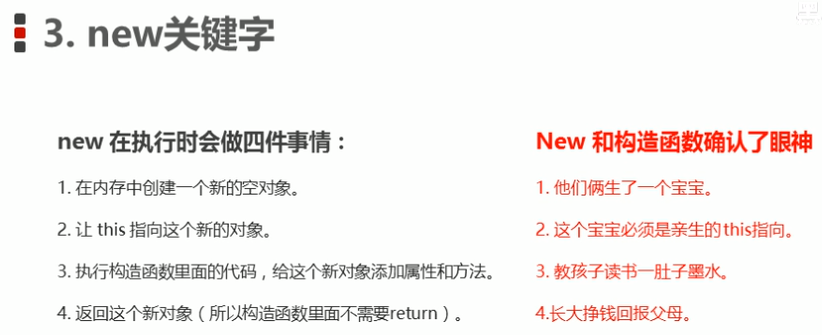 3. new关键字
new 在执行时会做四件事情：
1. 在内存中创建一个新的空对象。
2. 让 this 指向这个新的对象。
3. 执行构造函数里面的代码，给这个新对象添加属性和方法。
4. 返回这个新对象（所以构造函数里面不需要return）。
New 和构造函数确认了眼神
1. 他们俩生了一个宝宝。
2. 这个宝宝必须是亲生的this指向。
3. 教孩子读书一肚子墨水。
4.长大挣钱回报父母。